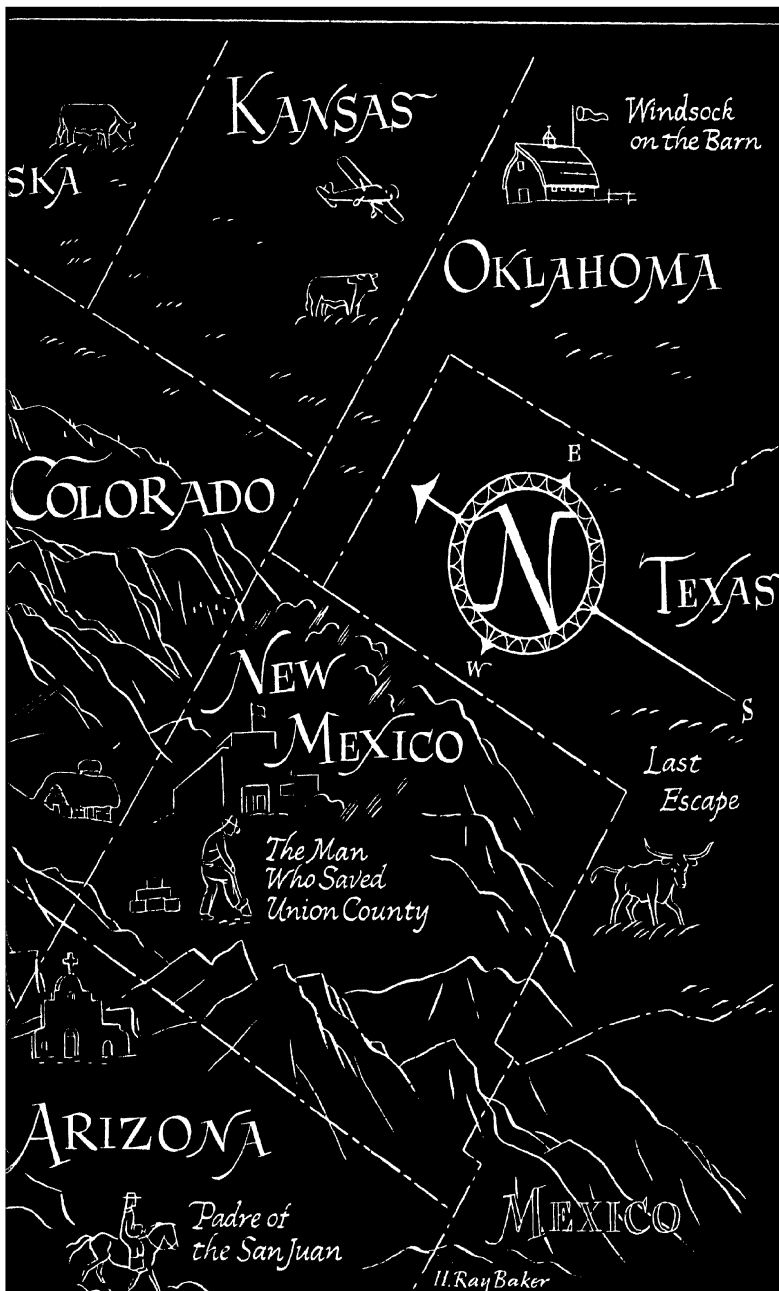 KANSAS
Windsock
on the Barn
SKA
OKLAHOMA
E
COLORADO
N
TEXAS
W
S
NEW
MEXICO
Last
Escape
The Man
Who Saved
Union County
ARIZONA
MEXICO
Padre of
the San Juan
H. Ray Baker